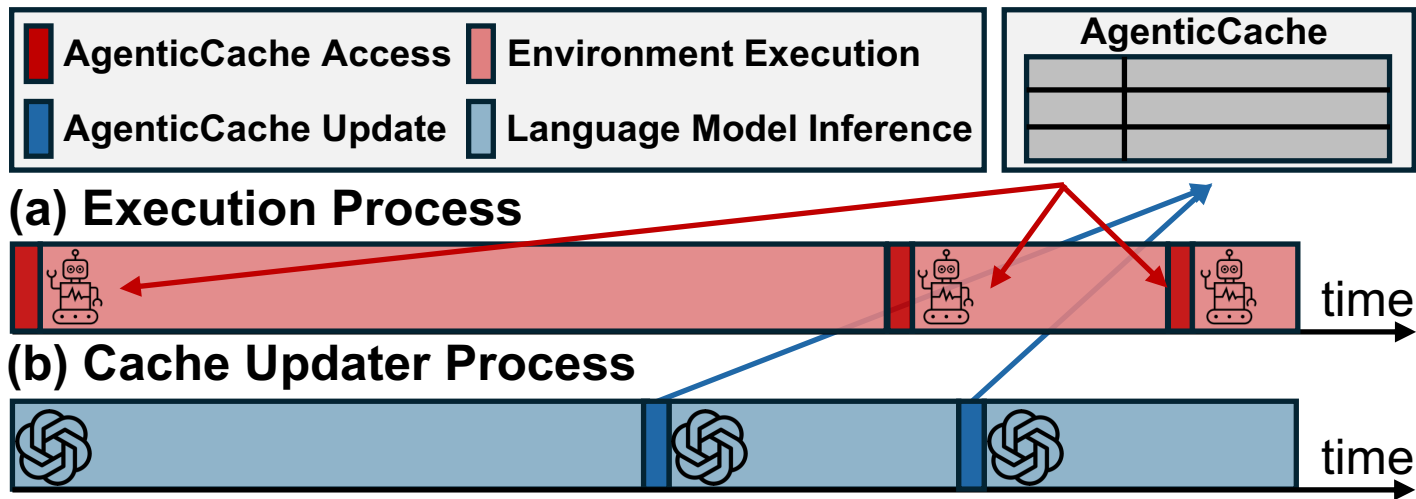 AgenticCache Access
Environment Execution
AgenticCache Update
Language Model Inference
AgenticCache
(a) Execution Process
time
(b) Cache Updater Process
time